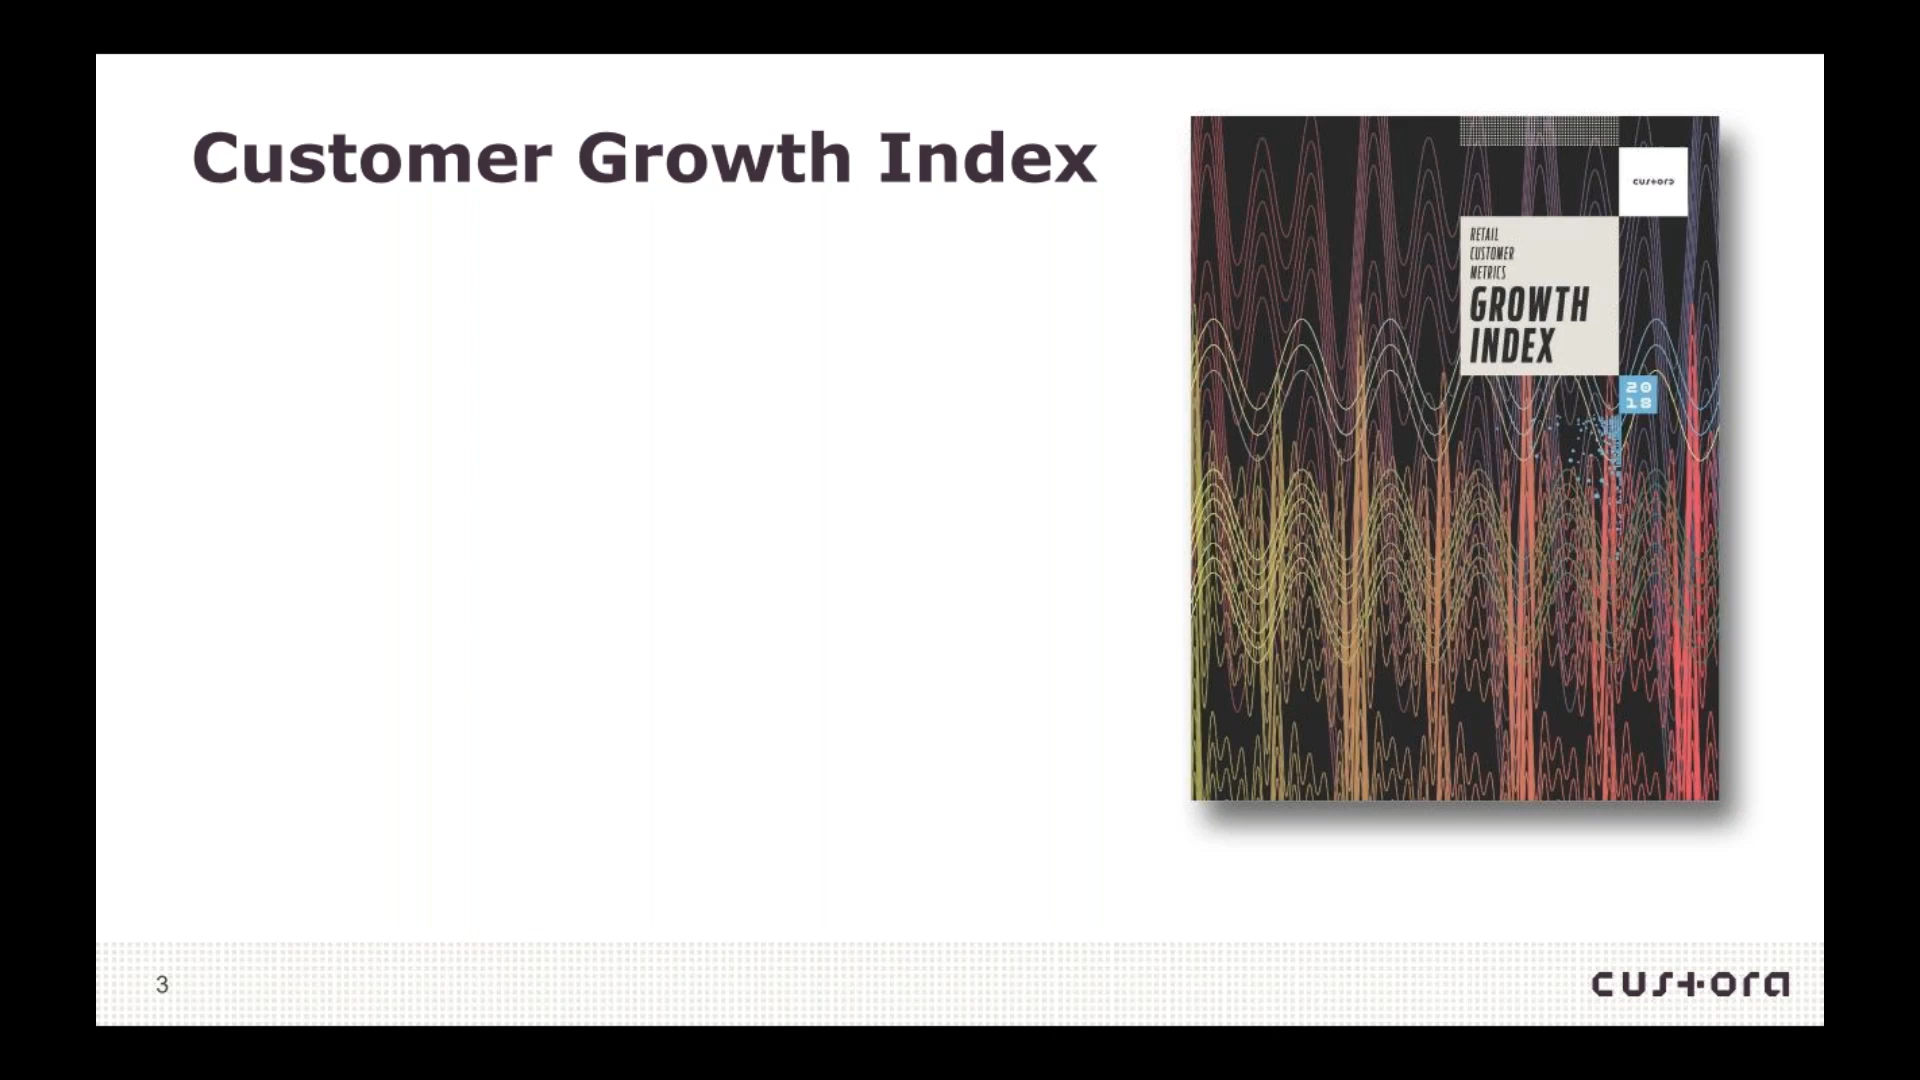 Customer Growth Index
custora
RETAIL
CUSTOMER
METRICS
GROWTH
INDEX
20
18
3
custora